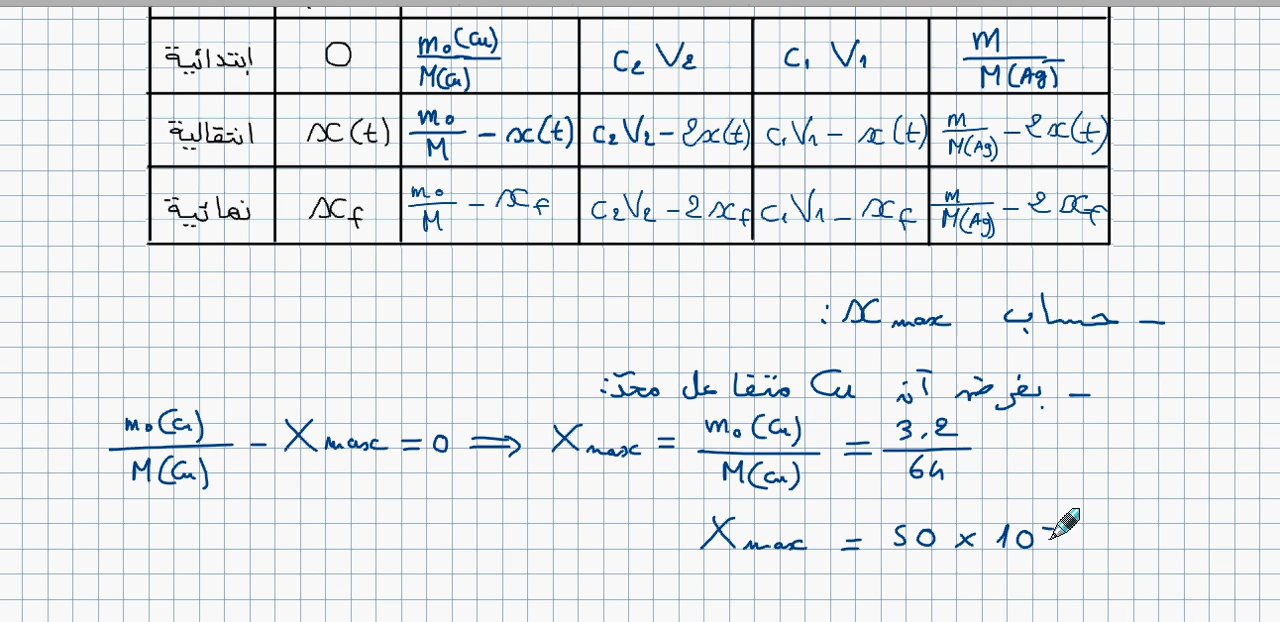 إبتدائية 0 m₀(Cu)/M(Cu) C₂V₂ C₁V₁ m/M(Ag)
انتقالية x(t) m₀/M − x(t) C₂V₂ − 2x(t) C₁V₁ − x(t) m/M(Ag) − 2x(t)
نهائية x_f m₀/M − x_f C₂V₂ − 2x_f C₁V₁ − x_f m/M(Ag) − 2x_f
− حساب x_max :
− بفرض أن Cu متفاعل محدّ:
m₀(Cu)/M(Cu) − X_max = 0 ⟹ X_max = m₀(Cu)/M(Cu) = 3,2/64
X_max = 50 × 10⁻